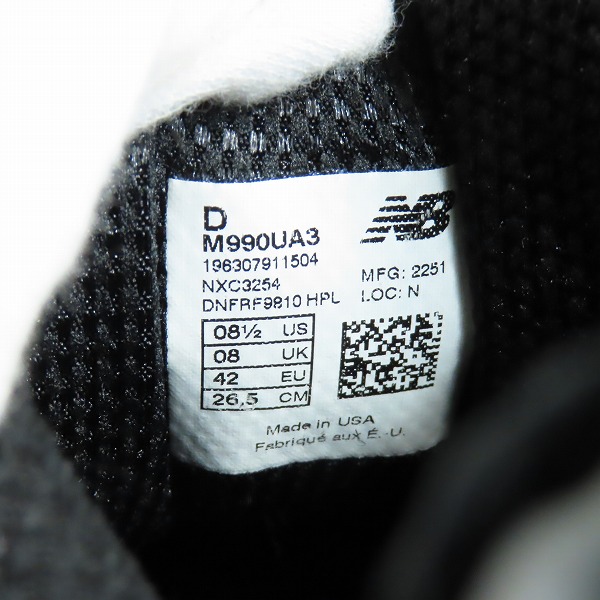 D
NB
M990UA3
196307911504
NXC3254
MFG: 2251
DNFRF9810 HPL
LOC: N
08½ US
08 UK
42 EU
26,5 CM
Made in USA
Fabriqué aux É.-U.